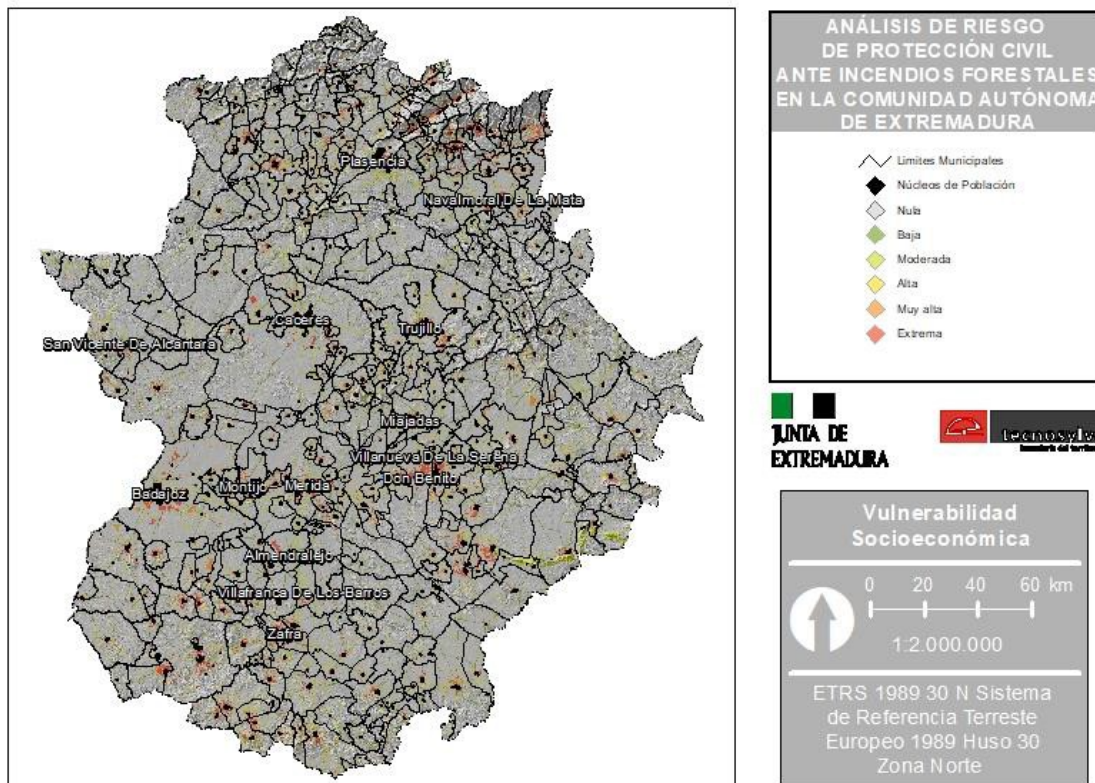 ANÁLISIS DE RIESGO
DE PROTECCIÓN CIVIL
ANTE INCENDIOS FORESTALES
EN LA COMUNIDAD AUTÓNOMA
DE EXTREMADURA
Limites Municipales
Núcleos de Población
Nula
Baja
Moderada
Alta
Muy alta
Extrema
Plasencia
Navalmoral De La Mata
Caceres
Trujillo
San Vicente De Alcántara
Miajadas
Villanueva De La Serena
Don Benito
Badajoz
Montijo
Merida
Almendralejo
Villafranca De Los Barros
Zafra
JUNTA DE
EXTREMADURA
tecnosylva
Vulnerabilidad
Socioeconómica
0 20 40 60 km
1:2.000.000
ETRS 1989 30 N Sistema
de Referencia Terreste
Europeo 1989 Huso 30
Zona Norte